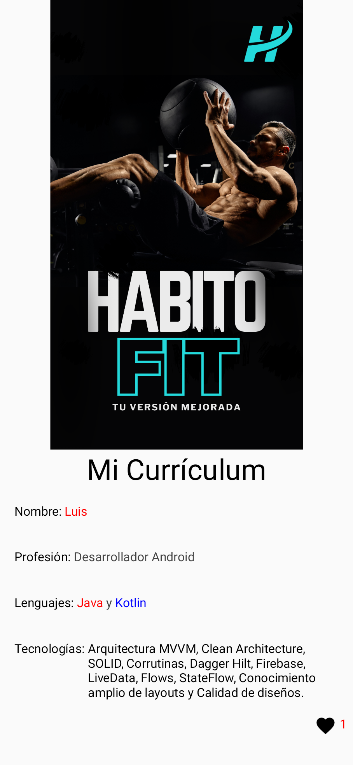 HABITO
FIT
TU VERSIÓN MEJORADA
Mi Currículum
Nombre: Luis
Profesión: Desarrollador Android
Lenguajes: Java y Kotlin
Tecnologías: Arquitectura MVVM, Clean Architecture,
SOLID, Corrutinas, Dagger Hilt, Firebase,
LiveData, Flows, StateFlow, Conocimiento
amplio de layouts y Calidad de diseños.
1